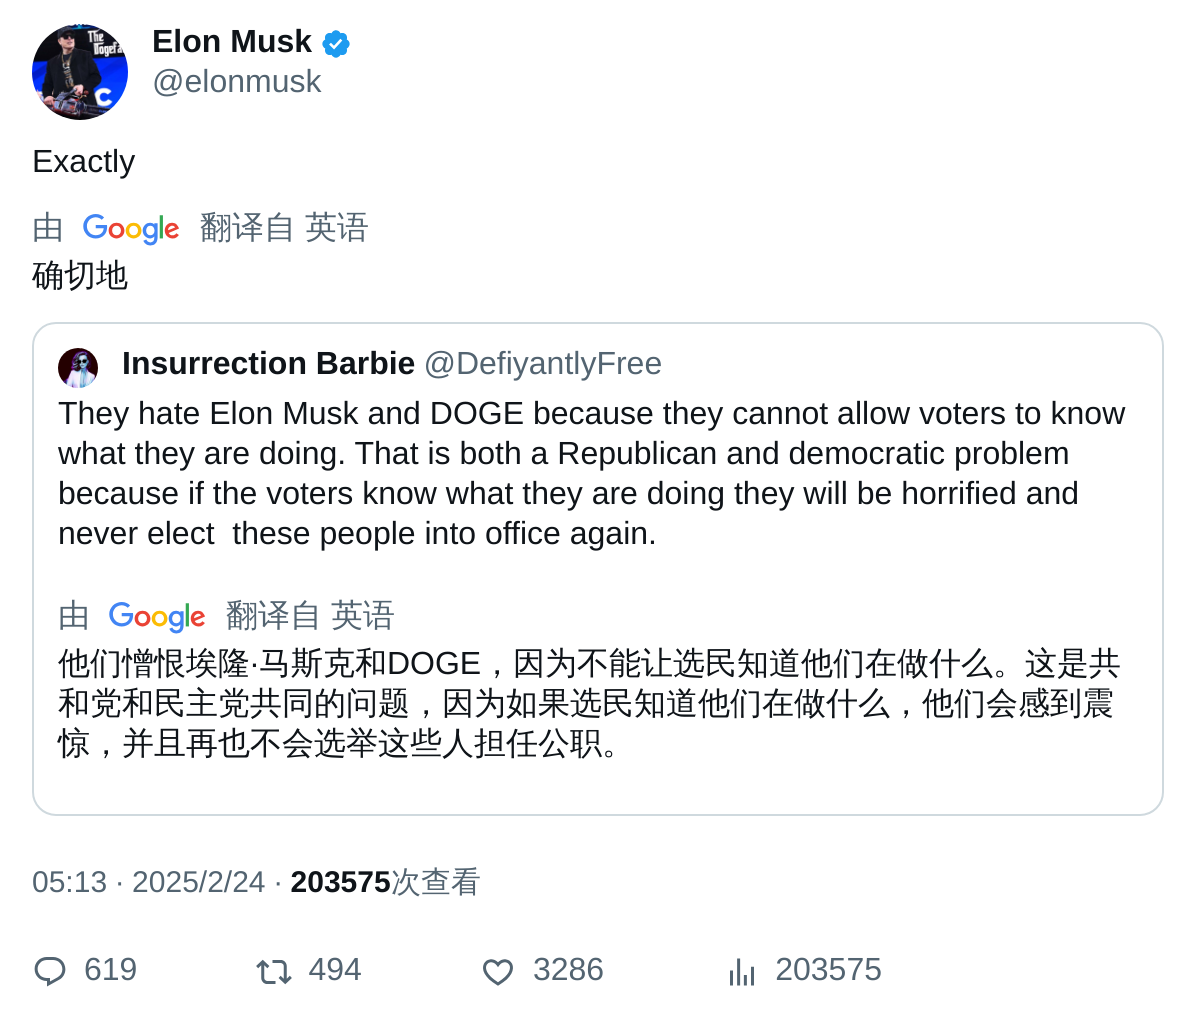 The
Dogefa
C
Elon Musk
@elonmusk
Exactly
由 Google 翻译自 英语
确切地
Insurrection Barbie @DefiyantlyFree
They hate Elon Musk and DOGE because they cannot allow voters to know
what they are doing. That is both a Republican and democratic problem
because if the voters know what they are doing they will be horrified and
never elect  these people into office again.
由 Google 翻译自 英语
他们憎恨埃隆·马斯克和DOGE，因为不能让选民知道他们在做什么。这是共
和党和民主党共同的问题，因为如果选民知道他们在做什么，他们会感到震
惊，并且再也不会选举这些人担任公职。
05:13 · 2025/2/24 · 203575次查看
619 494 3286 203575